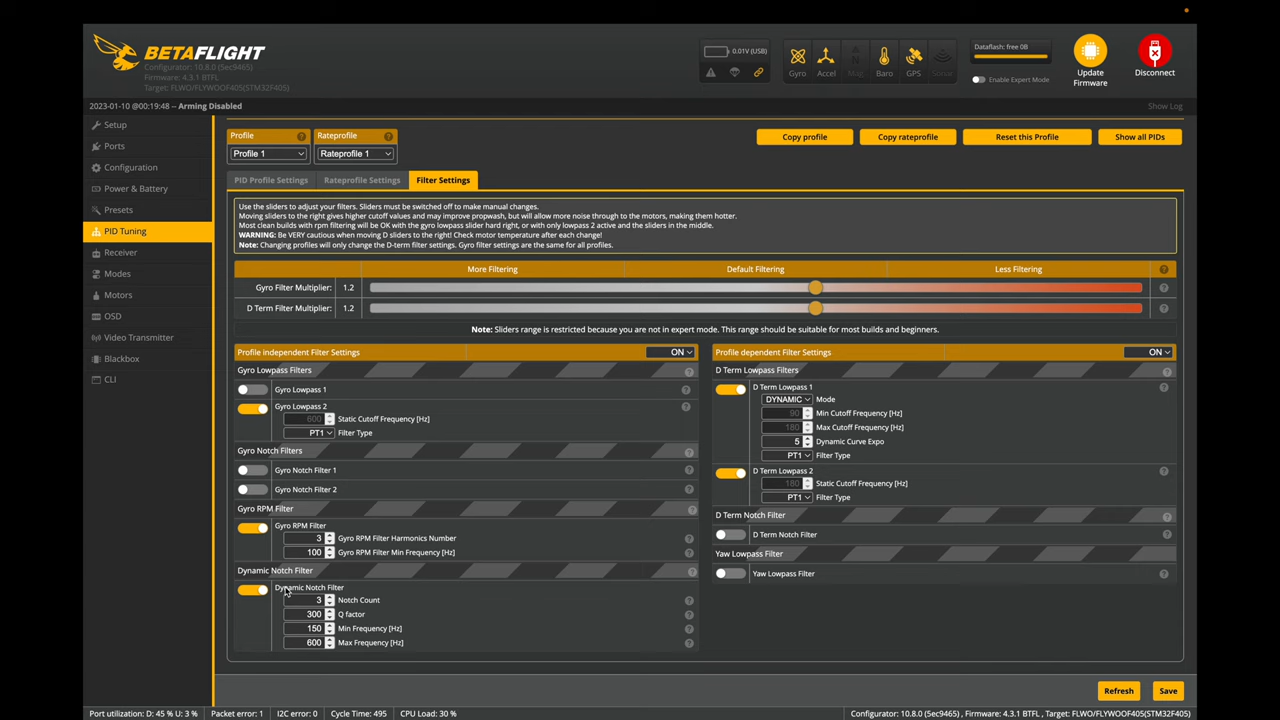 BETAFLIGHT
Configurator: 10.8.0 (5ec9465)
Firmware: 4.3.1 BTFL
Target: FLWO/FLYWOOF405(STM32F405)
0.01V (USB)
Gyro
Accel
Mag
Baro
GPS
Sonar
Dataflash: free 0B
Enable Expert Mode
Update
Firmware
Disconnect
2023-01-10 @00:19:48 -- Arming Disabled
Show Log
Setup
Ports
Configuration
Power & Battery
Presets
PID Tuning
Receiver
Modes
Motors
OSD
Video Transmitter
Blackbox
CLI
Profile
Rateprofile
Profile 1
Rateprofile 1
Copy profile
Copy rateprofile
Reset this Profile
Show all PIDs
PID Profile Settings
Rateprofile Settings
Filter Settings
Use the sliders to adjust your filters. Sliders must be switched off to make manual changes.
Moving sliders to the right gives higher cutoff values and may improve propwash, but will allow more noise through to the motors, making them hotter.
Most clean builds with rpm filtering will be OK with the gyro lowpass slider hard right, or with only lowpass 2 active and the sliders in the middle.
WARNING: Be VERY cautious when moving D sliders to the right! Check motor temperature after each change!
Note: Changing profiles will only change the D-term filter settings. Gyro filter settings are the same for all profiles.
More Filtering
Default Filtering
Less Filtering
Gyro Filter Multiplier: 1.2
D Term Filter Multiplier: 1.2
Note: Sliders range is restricted because you are not in expert mode. This range should be suitable for most builds and beginners.
Profile independent Filter Settings
ON
Gyro Lowpass Filters
Gyro Lowpass 1
Gyro Lowpass 2
600 Static Cutoff Frequency [Hz]
PT1 Filter Type
Gyro Notch Filters
Gyro Notch Filter 1
Gyro Notch Filter 2
Gyro RPM Filter
Gyro RPM Filter
3 Gyro RPM Filter Harmonics Number
100 Gyro RPM Filter Min Frequency [Hz]
Dynamic Notch Filter
Dynamic Notch Filter
3 Notch Count
300 Q factor
150 Min Frequency [Hz]
600 Max Frequency [Hz]
Profile dependent Filter Settings
ON
D Term Lowpass Filters
D Term Lowpass 1
DYNAMIC Mode
90 Min Cutoff Frequency [Hz]
180 Max Cutoff Frequency [Hz]
5 Dynamic Curve Expo
PT1 Filter Type
D Term Lowpass 2
180 Static Cutoff Frequency [Hz]
PT1 Filter Type
D Term Notch Filter
D Term Notch Filter
Yaw Lowpass Filter
Yaw Lowpass Filter
Refresh
Save
Port utilization: D: 45 % U: 3 %
Packet error: 1
I2C error: 0
Cycle Time: 495
CPU Load: 30 %
Configurator: 10.8.0 (5ec9465) , Firmware: 4.3.1 BTFL, Target: FLWO/FLYWOOF405(STM32F405)